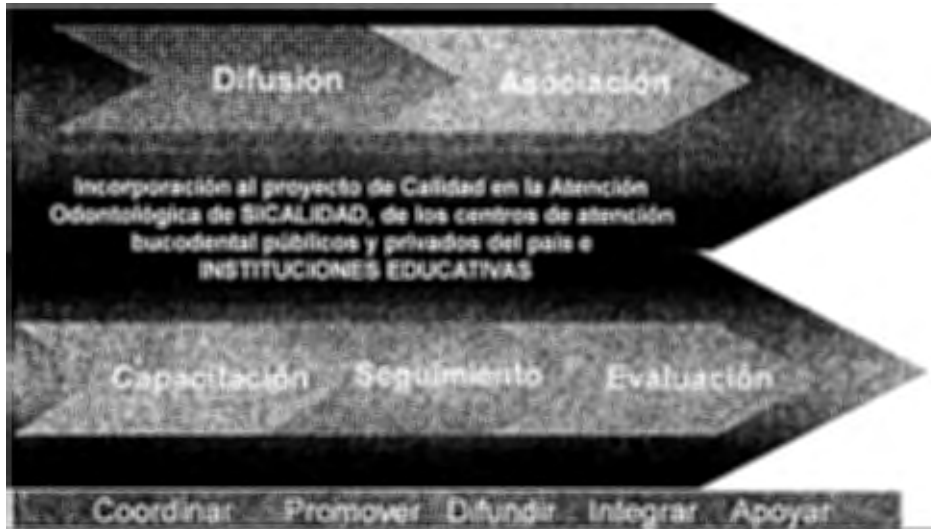 Difusión Asociación
Incorporación al proyecto de Calidad en la Atención
Odontológica de SICALIDAD, de los centros de atención
bucodental públicos y privados del país e
INSTITUCIONES EDUCATIVAS
Capacitación Seguimiento Evaluación
Coordinar Promover Difundir Integrar Apoyar